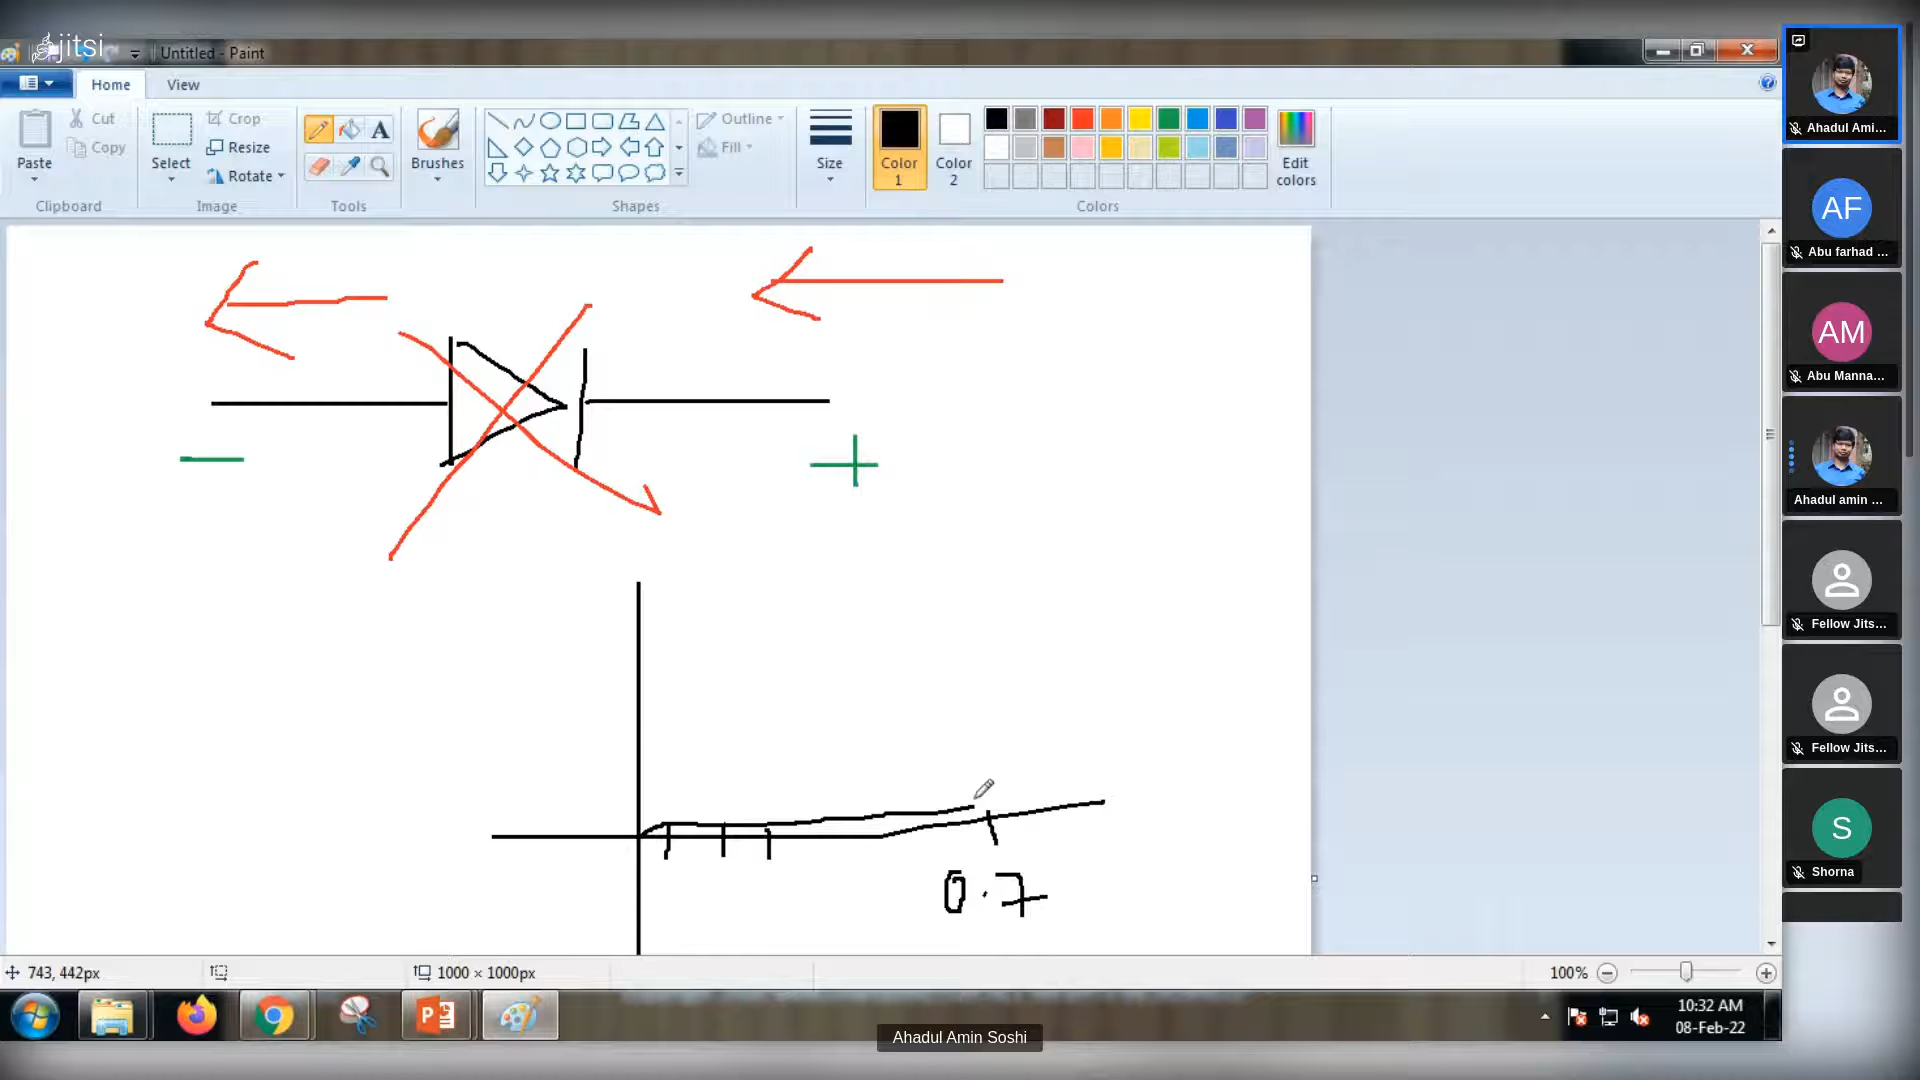 jitsi
Untitled - Paint
Home
View
Paste
Cut
Copy
Clipboard
Select
Crop
Resize
Rotate
Image
A
Tools
Brushes
Shapes
Outline
Fill
Size
Color
1
Color
2
Edit
colors
Colors
0.7
743, 442px
1000 × 1000px
100%
10:32 AM
08-Feb-22
Ahadul Amin Soshi
Ahadul Ami...
AF
Abu farhad ...
AM
Abu Manna...
Ahadul amin ...
Fellow Jits...
Fellow Jits...
S
Shorna